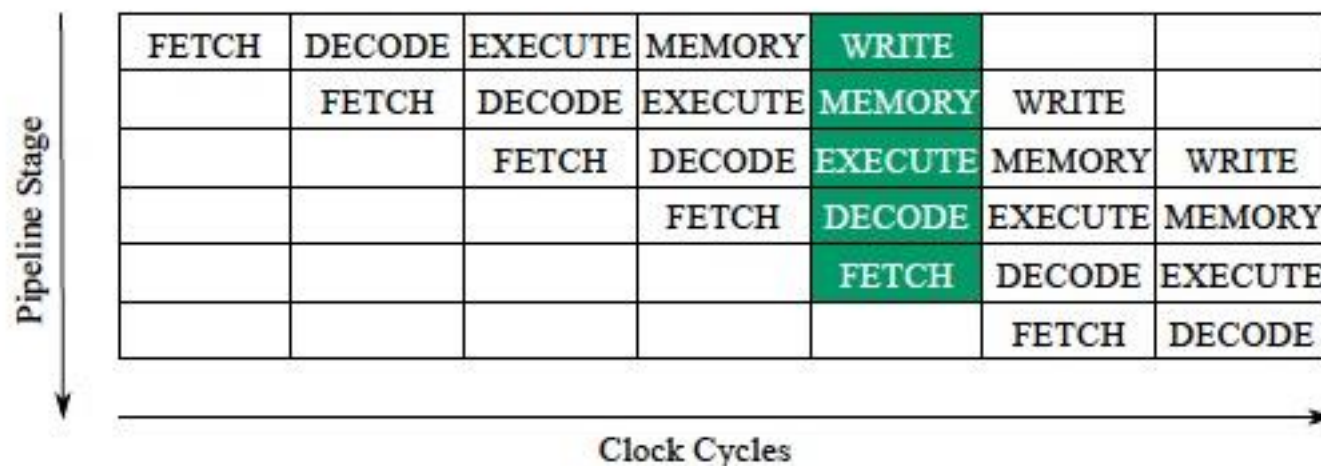 FETCH DECODE EXECUTE MEMORY WRITE
FETCH DECODE EXECUTE MEMORY WRITE
FETCH DECODE EXECUTE MEMORY WRITE
FETCH DECODE EXECUTE MEMORY
FETCH DECODE EXECUTE
FETCH DECODE
Pipeline Stage
Clock Cycles